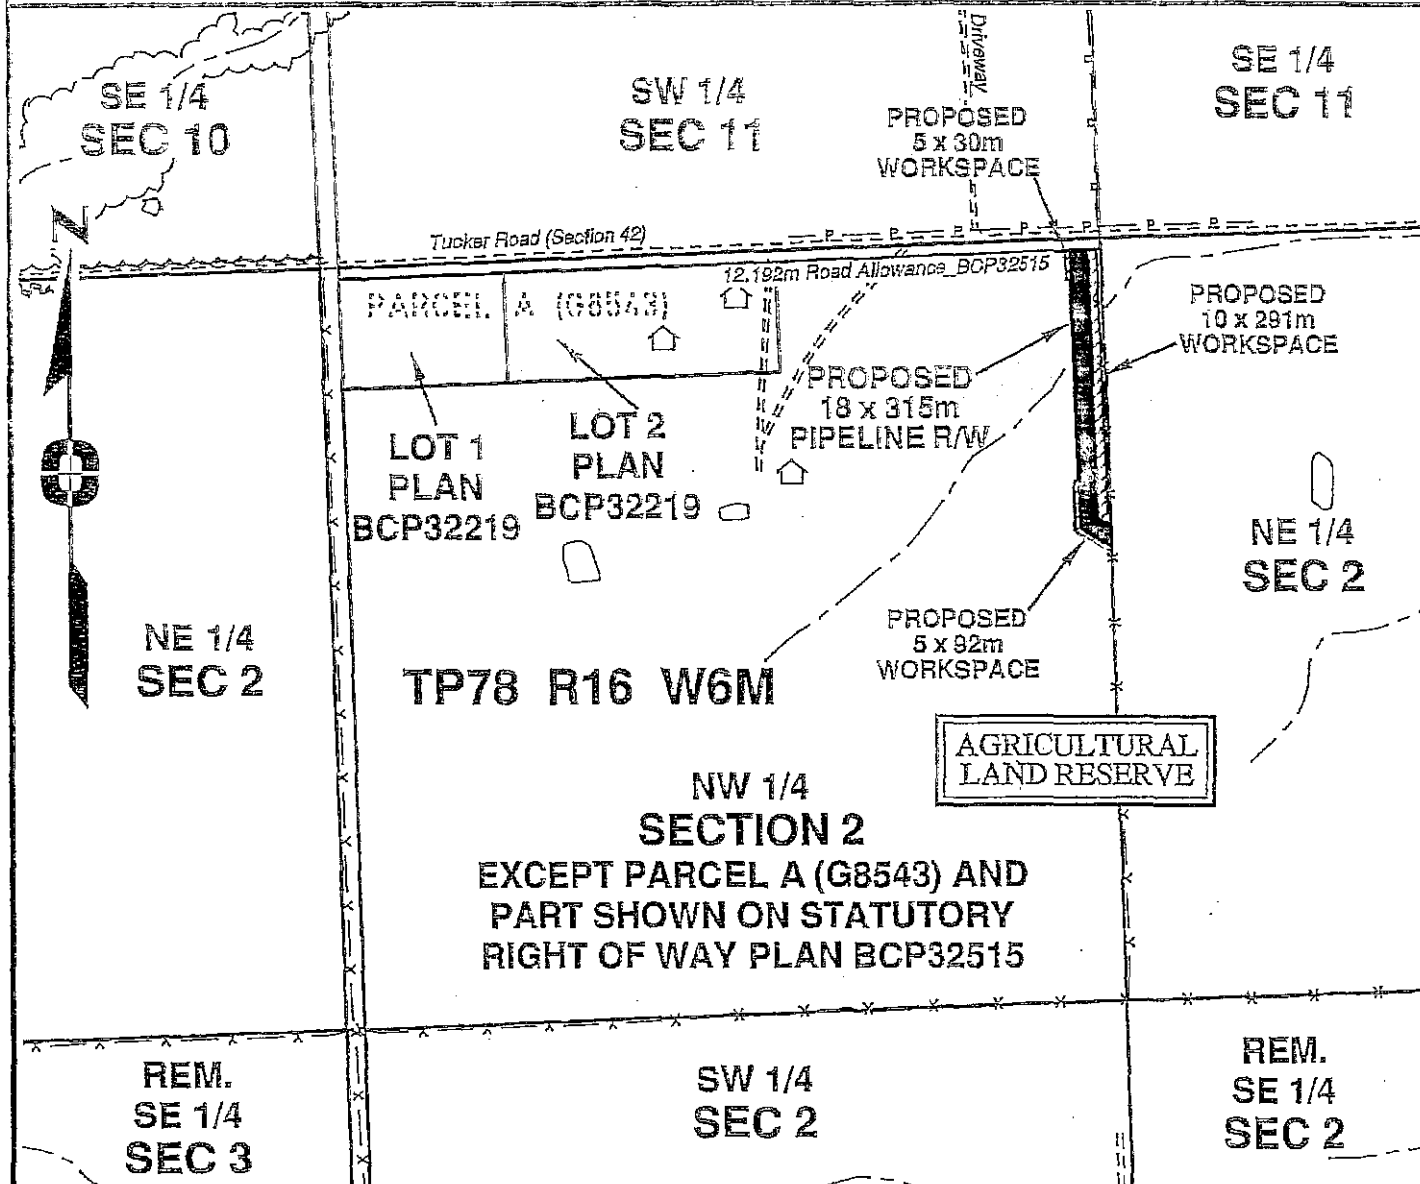 SE 1/4
SEC 10
SW 1/4
SEC 11
Driveway
PROPOSED
5 x 30m
WORKSPACE
SE 1/4
SEC 11
N
Tucker Road (Section 42)
12.192m Road Allowance_BCP32515
PARCEL A (G8543)
PROPOSED
10 x 291m
WORKSPACE
PROPOSED
18 x 315m
PIPELINE R/W
LOT 1
PLAN
BCP32219
LOT 2
PLAN
BCP32219
NE 1/4
SEC 2
PROPOSED
5 x 92m
WORKSPACE
NE 1/4
SEC 2
TP78 R16 W6M
AGRICULTURAL
LAND RESERVE
NW 1/4
SECTION 2
EXCEPT PARCEL A (G8543) AND
PART SHOWN ON STATUTORY
RIGHT OF WAY PLAN BCP32515
REM.
SE 1/4
SEC 3
SW 1/4
SEC 2
REM.
SE 1/4
SEC 2